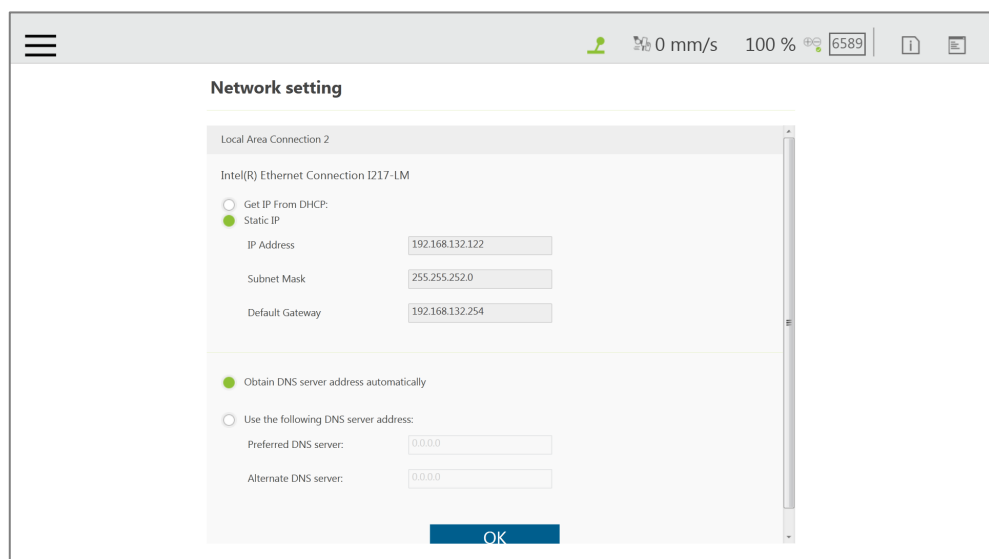 0 mm/s 100 % 6589
Network setting
Local Area Connection 2
Intel(R) Ethernet Connection I217-LM
Get IP From DHCP:
Static IP
IP Address 192.168.132.122
Subnet Mask 255.255.252.0
Default Gateway 192.168.132.254
Obtain DNS server address automatically
Use the following DNS server address:
Preferred DNS server: 0.0.0.0
Alternate DNS server: 0.0.0.0
OK